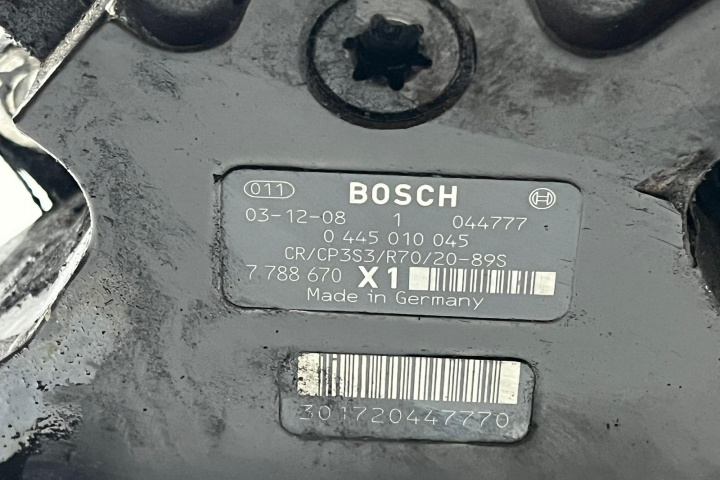 011 BOSCH
03-12-08 1 044777
0 445 010 045
CR/CP3S3/R70/20-89S
7 788 670 X1
Made in Germany
301720447770